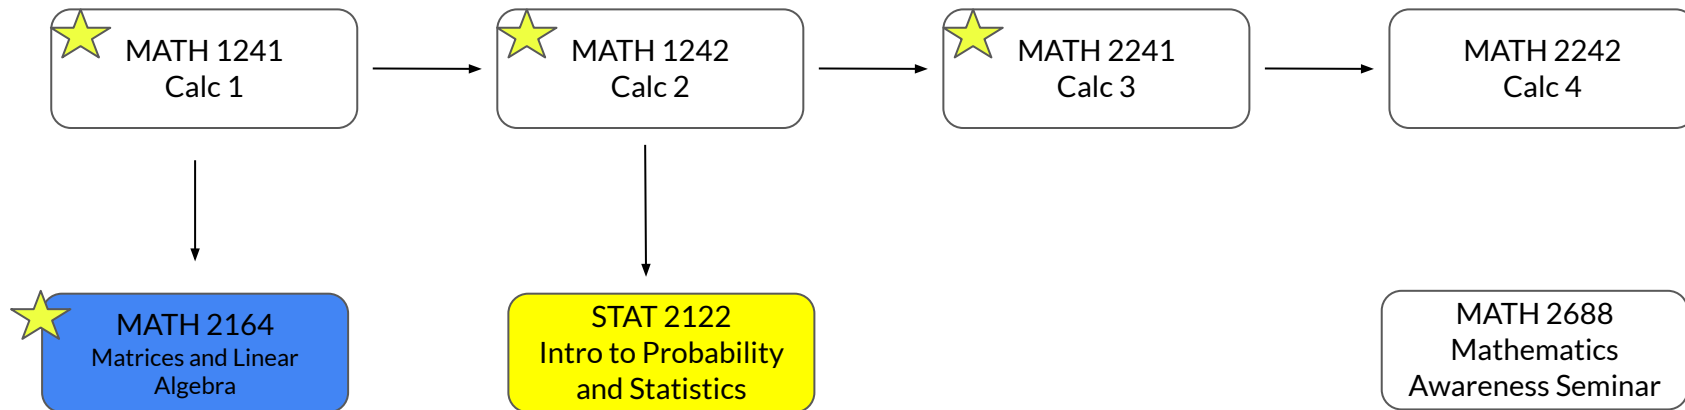 MATH 1241
Calc 1
MATH 1242
Calc 2
MATH 2241
Calc 3
MATH 2242
Calc 4
MATH 2164
Matrices and Linear
Algebra
STAT 2122
Intro to Probability
and Statistics
MATH 2688
Mathematics
Awareness Seminar